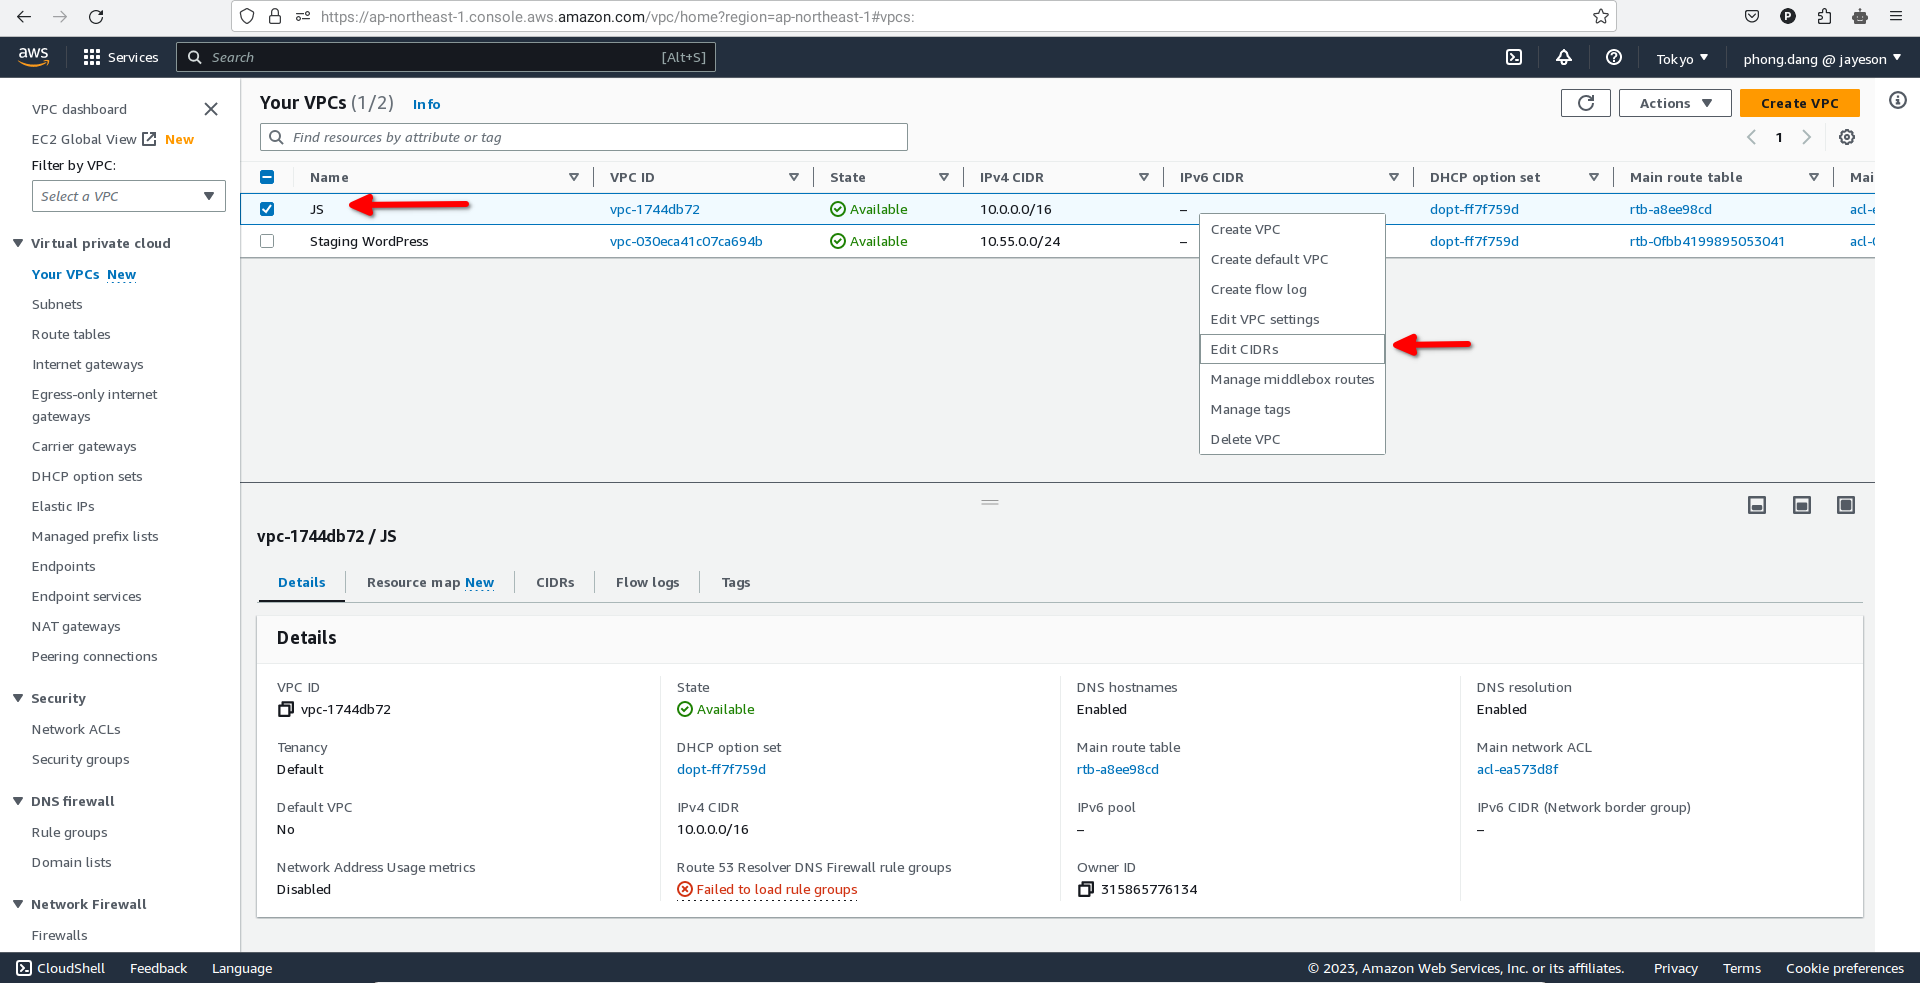 https://ap-northeast-1.console.aws.amazon.com/vpc/home?region=ap-northeast-1#vpcs:
P
aws
Services
Search
[Alt+S]
Tokyo
phong.dang @ jayeson
VPC dashboard
EC2 Global View New
Filter by VPC:
Select a VPC
Virtual private cloud
Your VPCs New
Subnets
Route tables
Internet gateways
Egress-only internet
gateways
Carrier gateways
DHCP option sets
Elastic IPs
Managed prefix lists
Endpoints
Endpoint services
NAT gateways
Peering connections
Security
Network ACLs
Security groups
DNS firewall
Rule groups
Domain lists
Network Firewall
Firewalls
Your VPCs (1/2) Info
Actions
Create VPC
Find resources by attribute or tag
1
Name VPC ID State IPv4 CIDR IPv6 CIDR DHCP option set Main route table Mai
JS vpc-1744db72 Available 10.0.0.0/16 – dopt-ff7f759d rtb-a8ee98cd acl-e
Staging WordPress vpc-030eca41c07ca694b Available 10.55.0.0/24 – dopt-ff7f759d rtb-0fbb4199895053041 acl-0
Create VPC
Create default VPC
Create flow log
Edit VPC settings
Edit CIDRs
Manage middlebox routes
Manage tags
Delete VPC
vpc-1744db72 / JS
Details Resource map New CIDRs Flow logs Tags
Details
VPC ID State DNS hostnames DNS resolution
vpc-1744db72 Available Enabled Enabled
Tenancy DHCP option set Main route table Main network ACL
Default dopt-ff7f759d rtb-a8ee98cd acl-ea573d8f
Default VPC IPv4 CIDR IPv6 pool IPv6 CIDR (Network border group)
No 10.0.0.0/16 – –
Network Address Usage metrics Route 53 Resolver DNS Firewall rule groups Owner ID
Disabled Failed to load rule groups 315865776134
CloudShell Feedback Language © 2023, Amazon Web Services, Inc. or its affiliates. Privacy Terms Cookie preferences